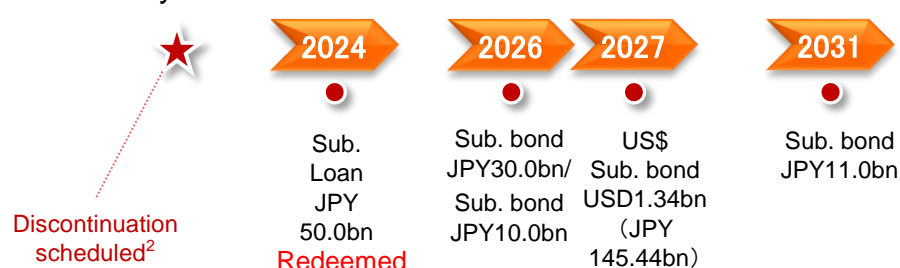 2024
2026
2027
2031
Sub.
Loan
JPY
50.0bn
Redeemed
Sub. bond
JPY30.0bn/
Sub. bond
JPY10.0bn
US$
Sub. bond
USD1.34bn
（JPY
145.44bn）
Sub. bond
JPY11.0bn
Discontinuation
scheduled2